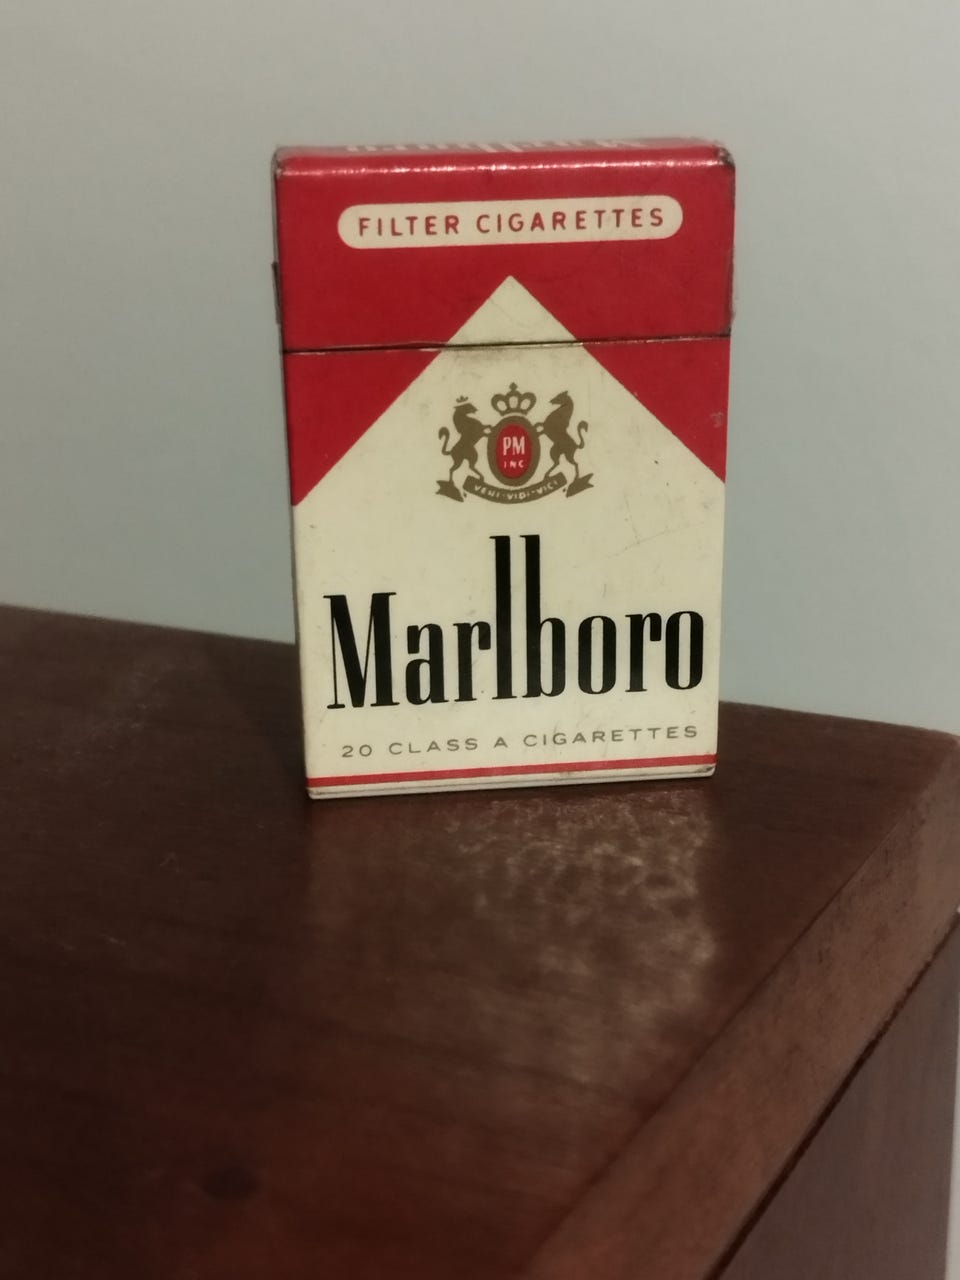 FILTER CIGARETTES
PM
INC
VENI·VIDI·VICI
Marlboro
20 CLASS A CIGARETTES